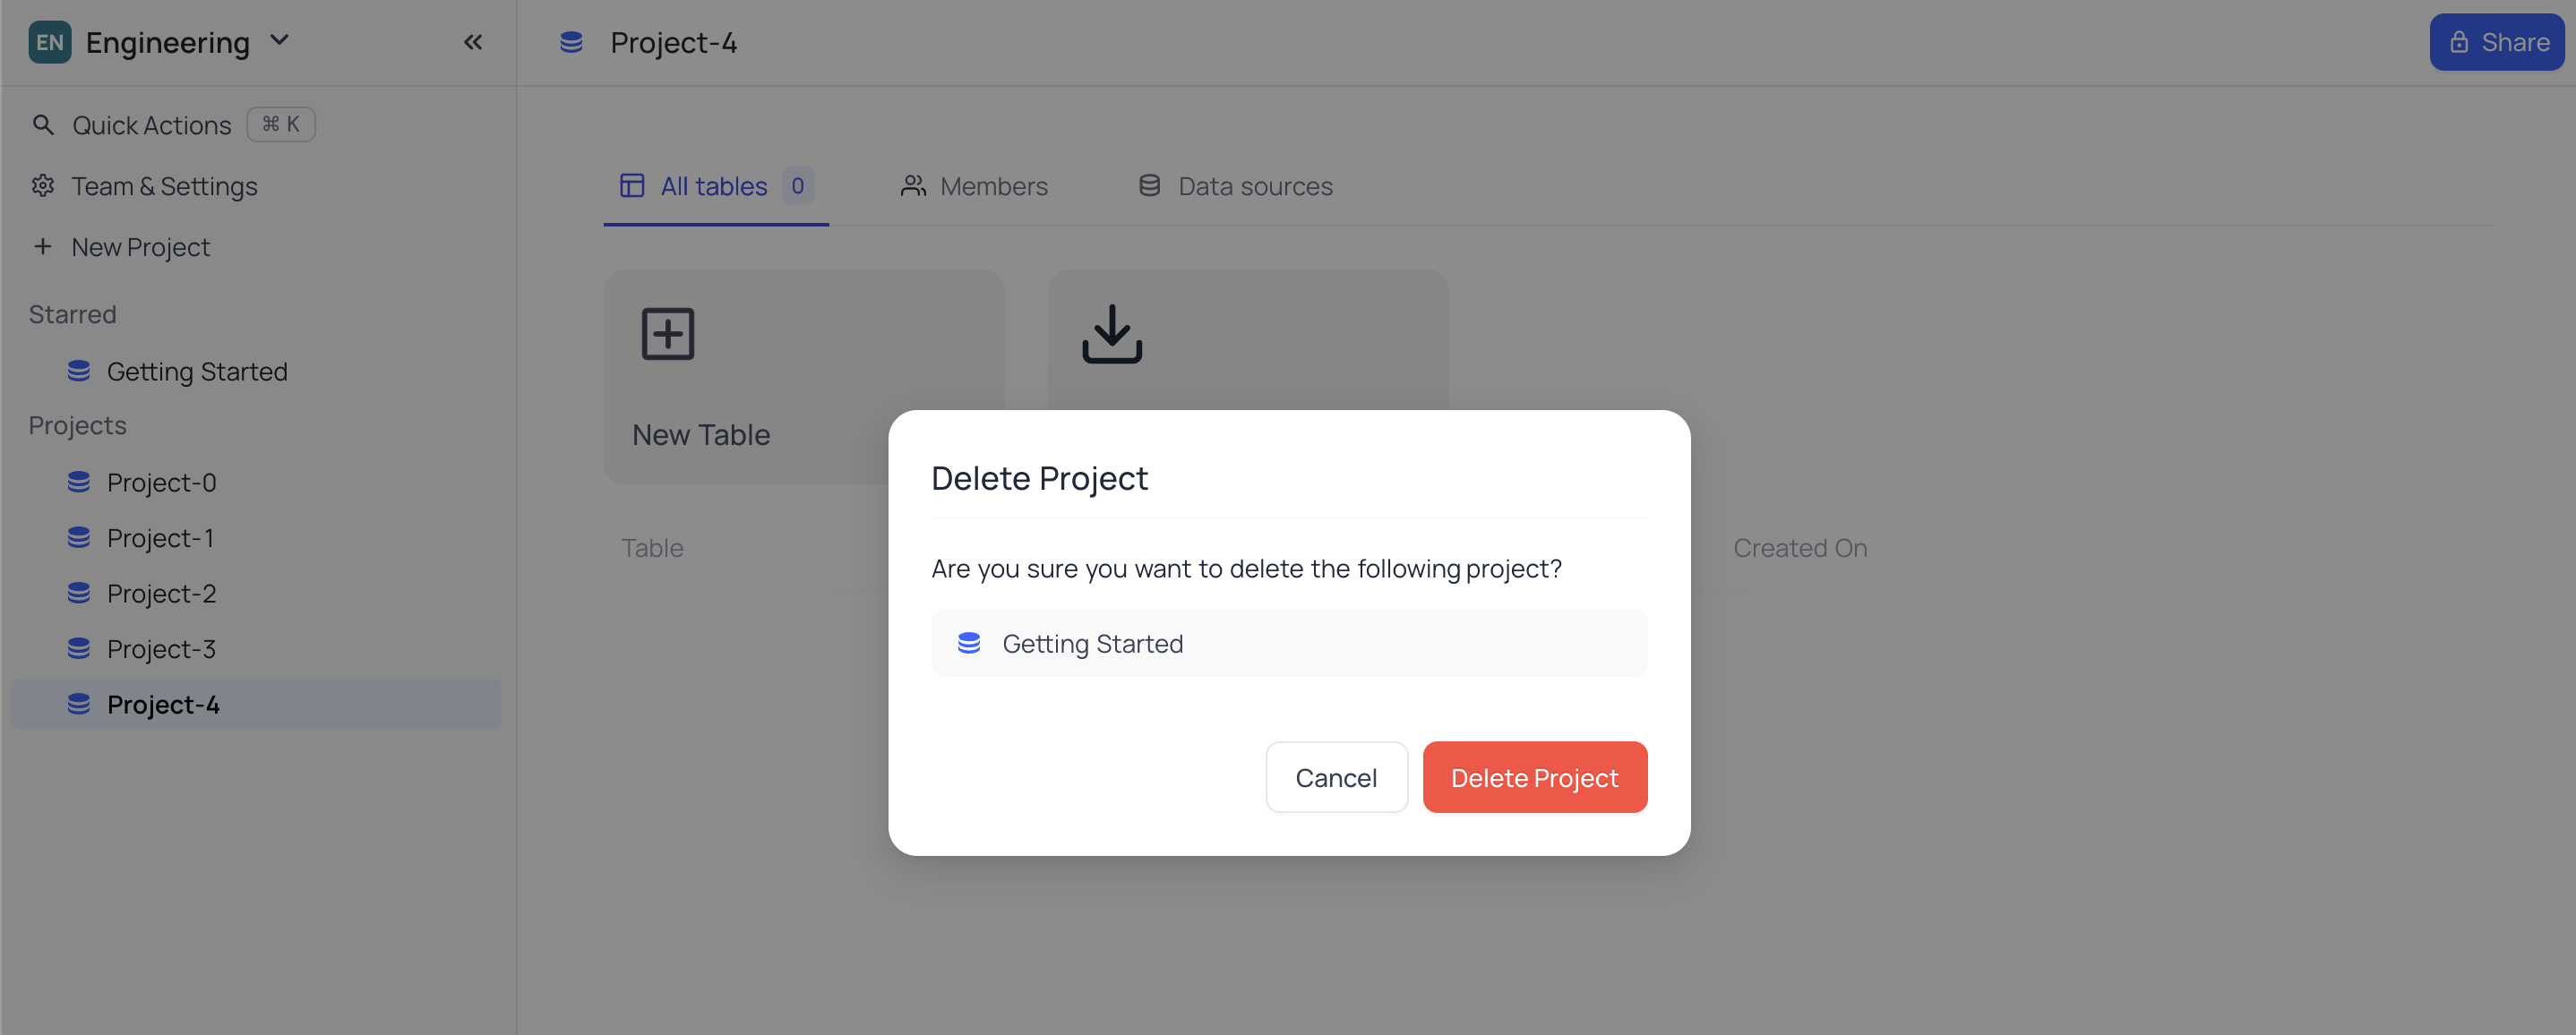 EN Engineering
Project-4
Share
Quick Actions ⌘ K
Team & Settings
New Project
Starred
Getting Started
Projects
Project-0
Project-1
Project-2
Project-3
Project-4
All tables 0
Members
Data sources
New Table
Table
Created On
Delete Project
Are you sure you want to delete the following project?
Getting Started
Cancel
Delete Project